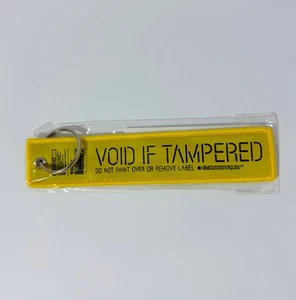 VOID IF TAMPERED
DO NOT PAINT OVER OR REMOVE LABEL